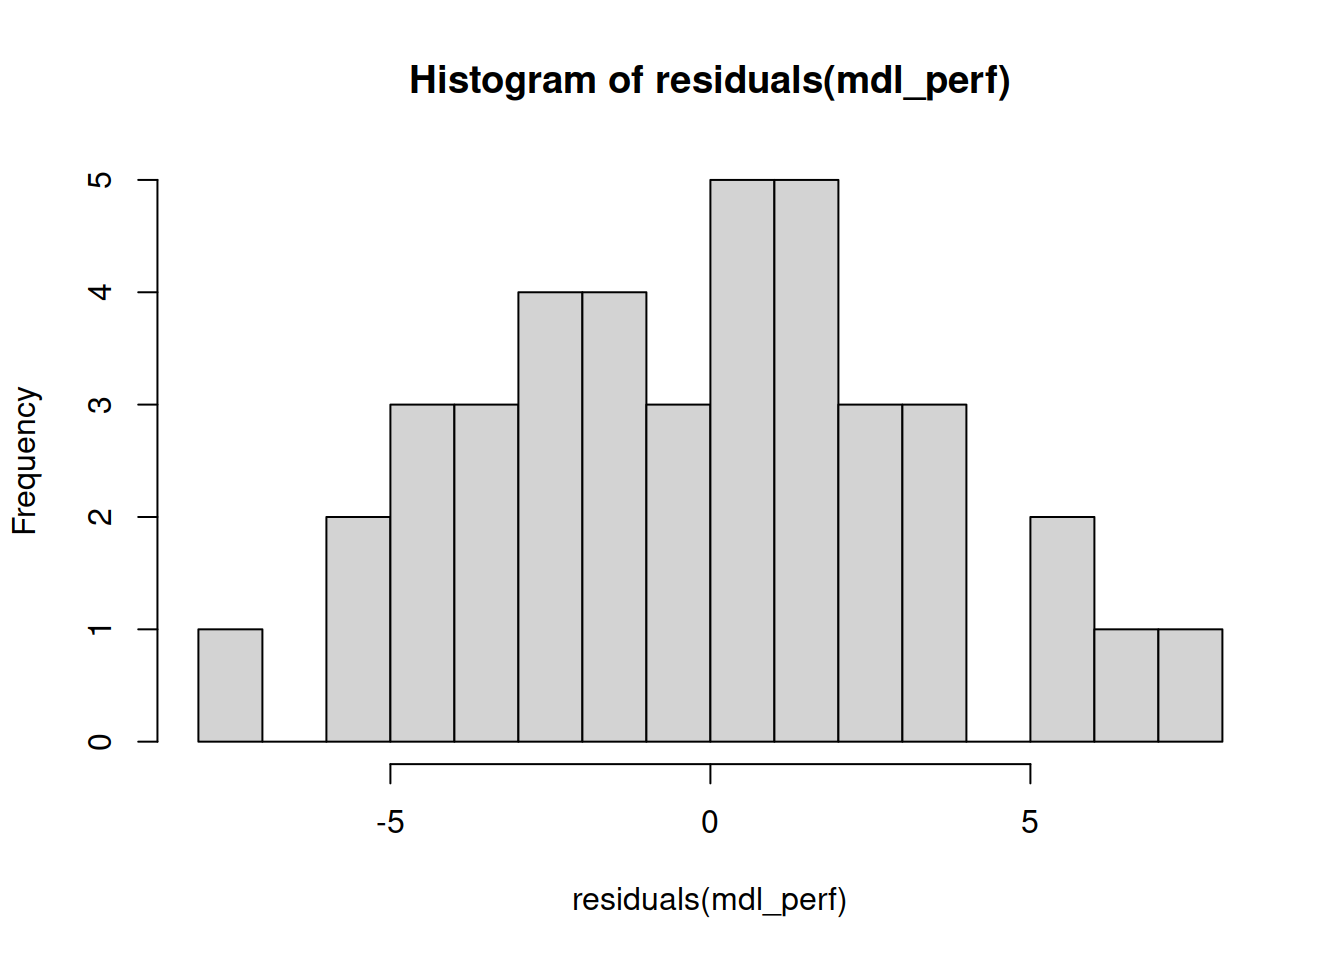 Histogram of residuals(mdl_perf)
5
4
3
2
1
0
Frequency
-5 0 5
residuals(mdl_perf)